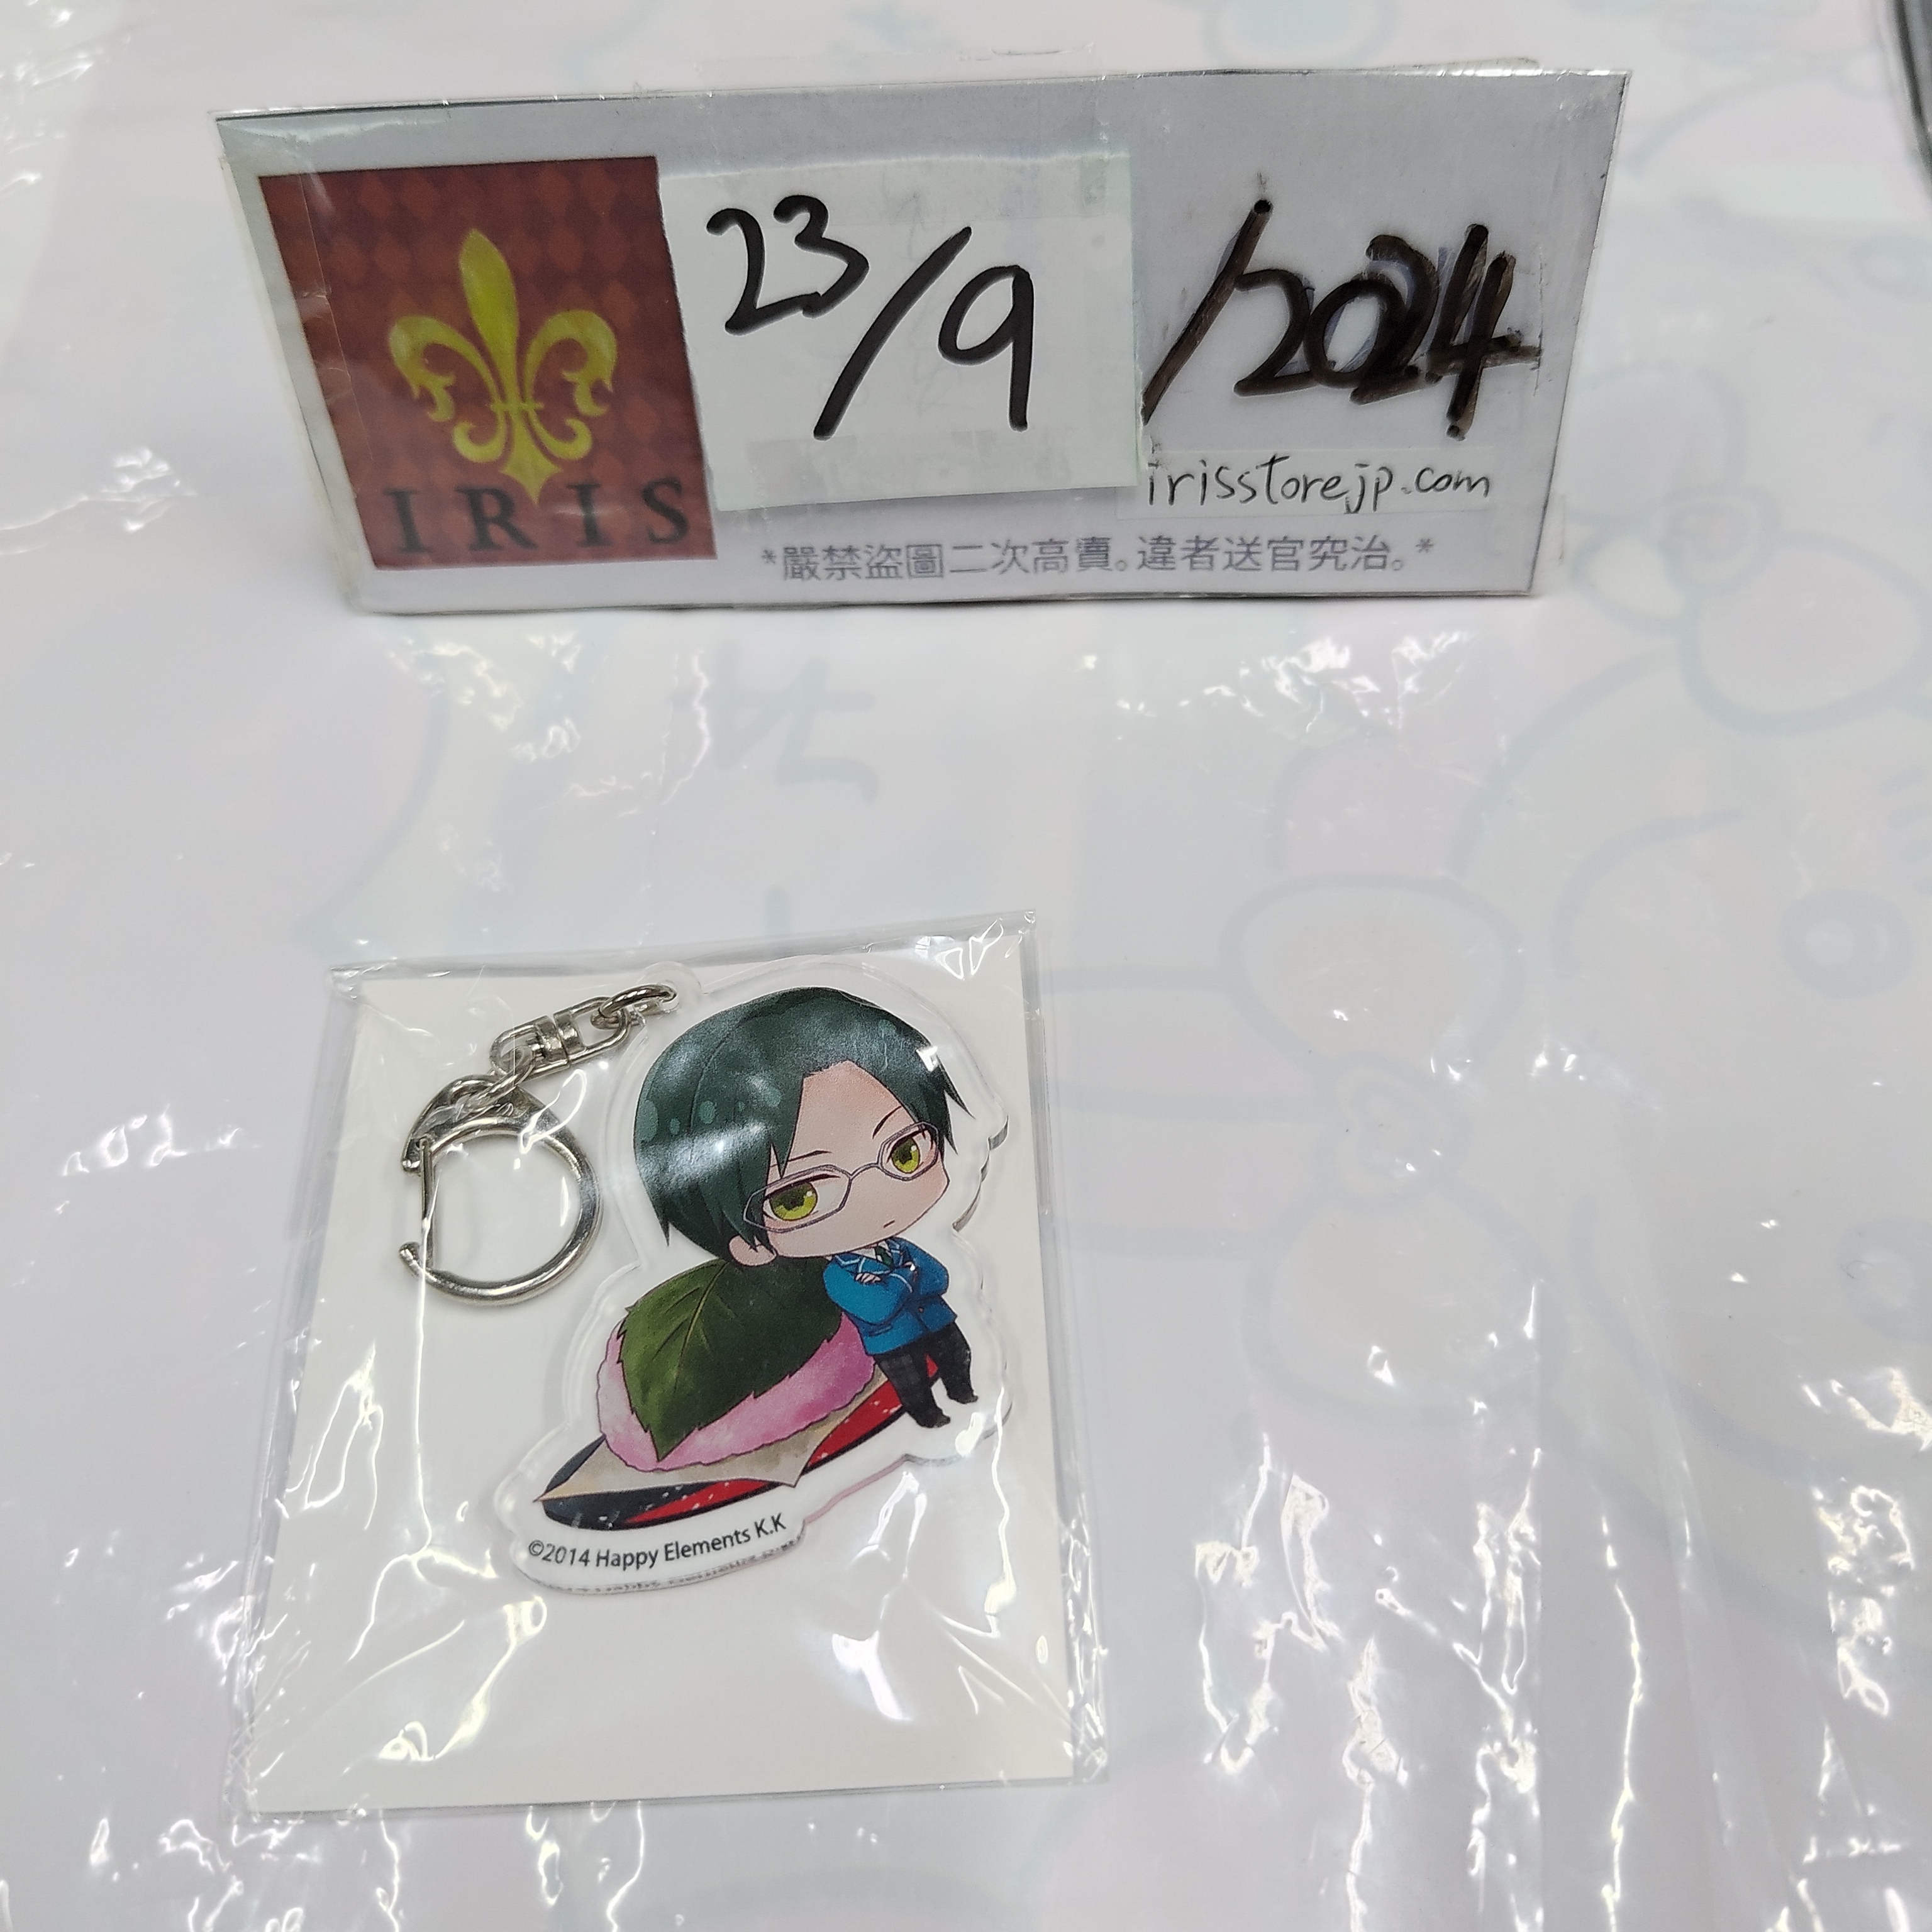 IRIS
23/9/2024
irisstorejp.com
*嚴禁盜圖二次高賣。違者送官究治。*
©2014 Happy Elements K.K